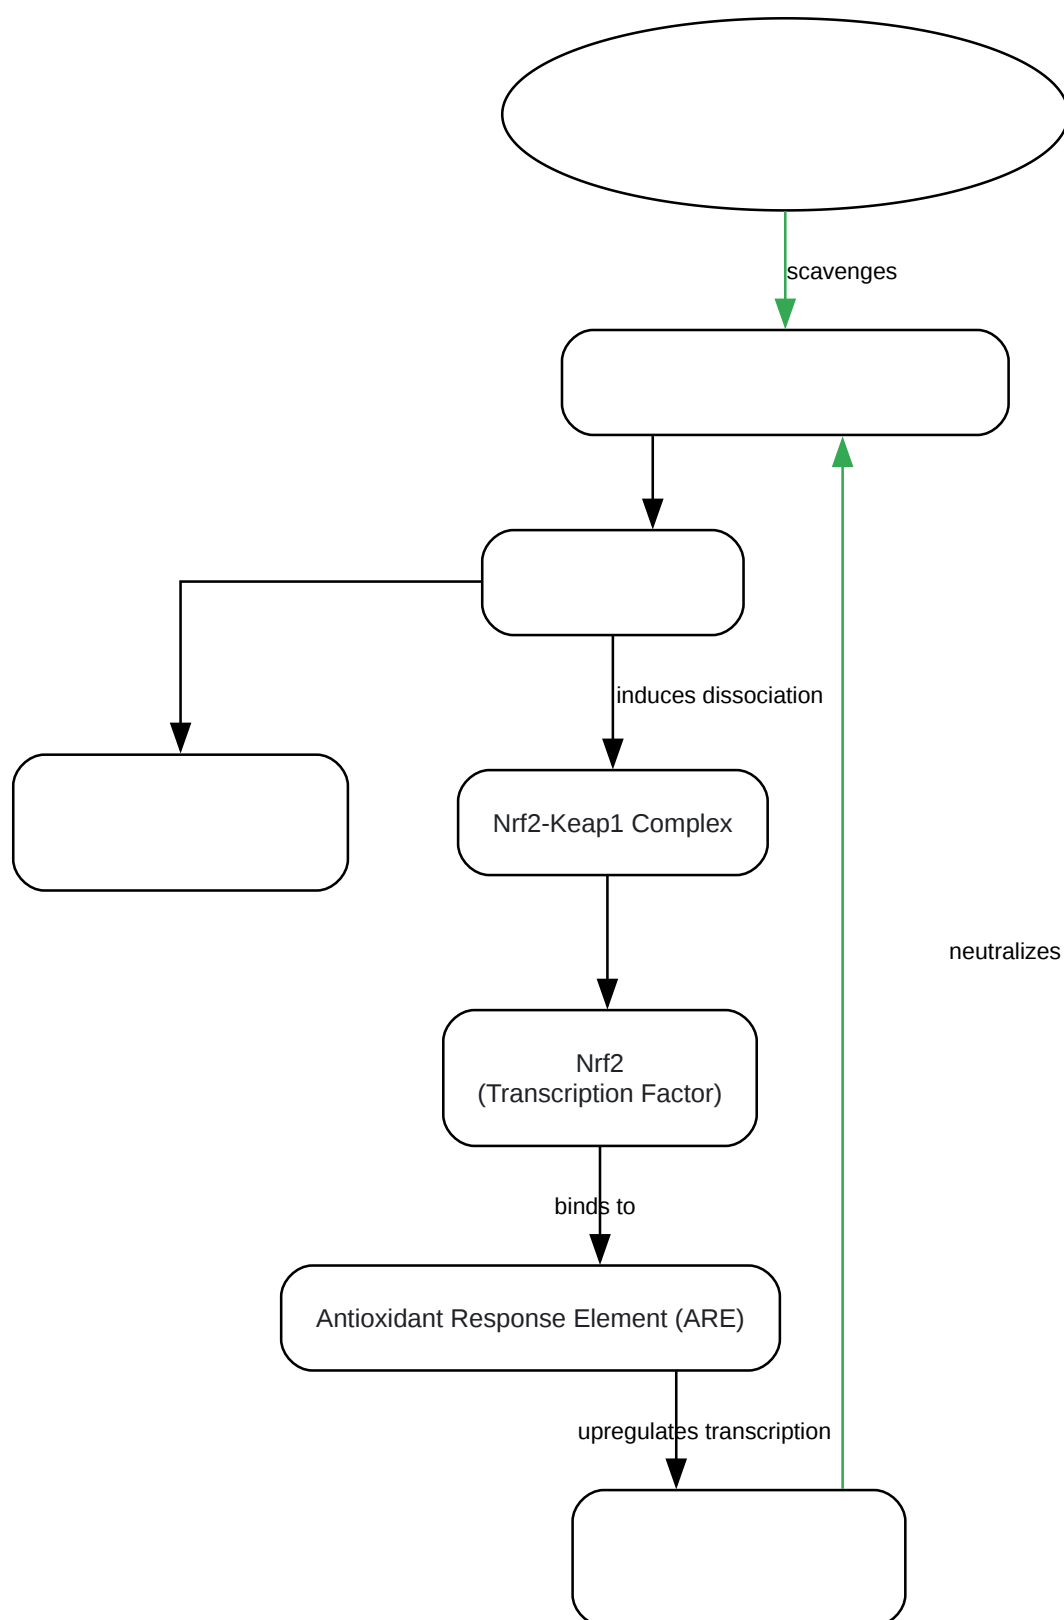 scavenges
induces dissociation
Nrf2-Keap1 Complex
neutralizes
Nrf2
(Transcription Factor)
binds to
Antioxidant Response Element (ARE)
upregulates transcription